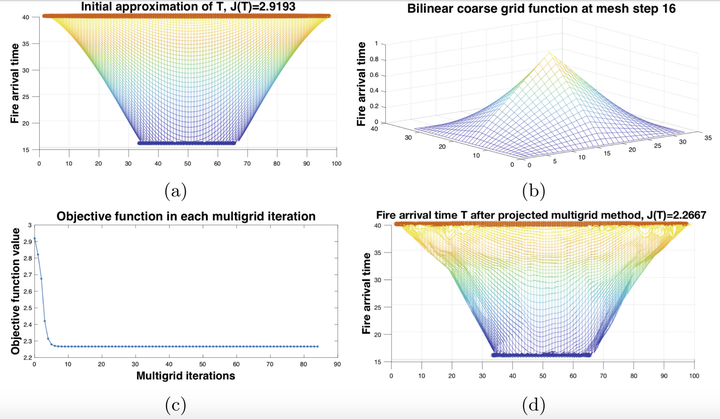 Initial approximation of T, J(T)=2.9193
Fire arrival time
40
35
30
25
20
15
0 10 20 30 40 50 60 70 80 90 100
(a)
Bilinear coarse grid function at mesh step 16
Fire arrival time
1
0.8
0.6
0.4
0.2
0
40
30
20
10
0
0 5 10 15 20 25 30 35
(b)
Objective function in each multigrid iteration
Objective function value
3
2.9
2.8
2.7
2.6
2.5
2.4
2.3
2.2
0 10 20 30 40 50 60 70 80 90
Multigrid iterations
(c)
Fire arrival time T after projected multigrid method, J(T)=2.2667
Fire arrival time
40
35
30
25
20
15
0 10 20 30 40 50 60 70 80 90 100
(d)